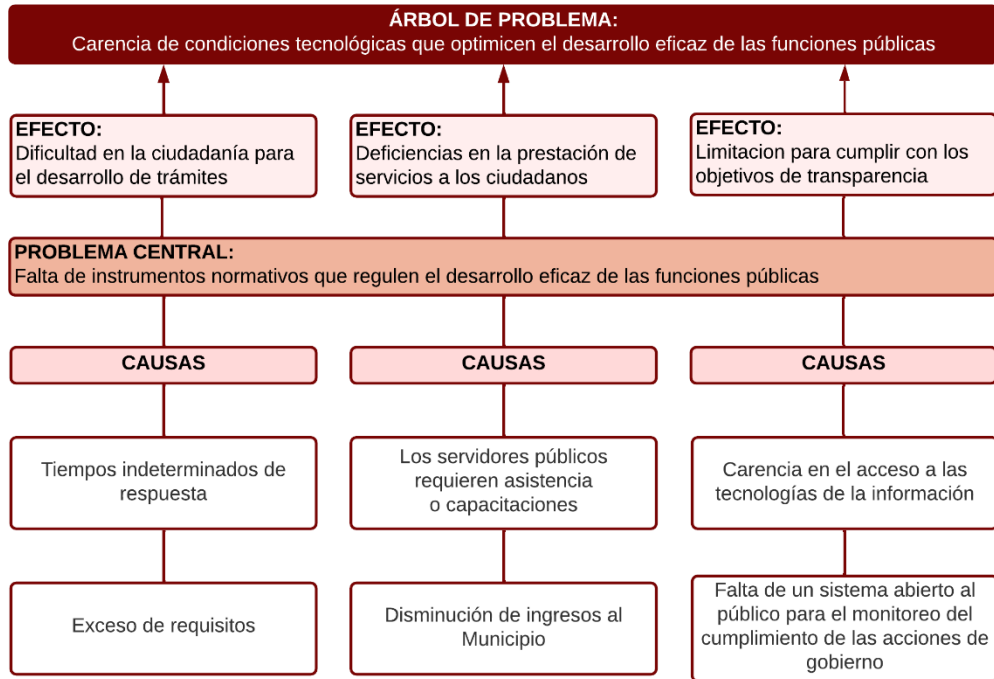 ÁRBOL DE PROBLEMA:
Carencia de condiciones tecnológicas que optimicen el desarrollo eficaz de las funciones públicas
EFECTO:
Dificultad en la ciudadanía para
el desarrollo de trámites
EFECTO:
Deficiencias en la prestación de
servicios a los ciudadanos
EFECTO:
Limitacion para cumplir con los
objetivos de transparencia
PROBLEMA CENTRAL:
Falta de instrumentos normativos que regulen el desarrollo eficaz de las funciones públicas
CAUSAS
CAUSAS
CAUSAS
Tiempos indeterminados de
respuesta
Los servidores públicos
requieren asistencia
o capacitaciones
Carencia en el acceso a las
tecnologías de la información
Exceso de requisitos
Disminución de ingresos al
Municipio
Falta de un sistema abierto al
público para el monitoreo del
cumplimiento de las acciones de
gobierno